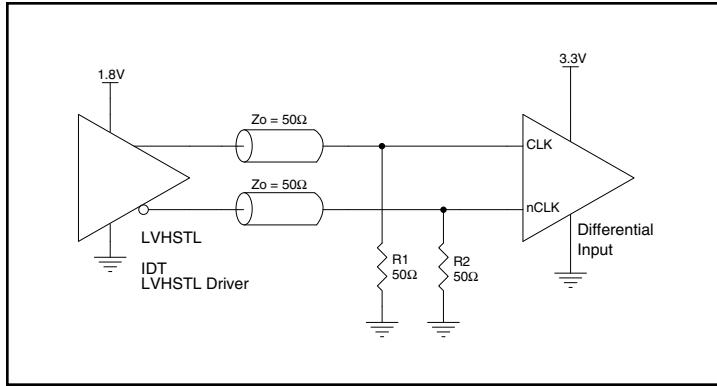 1.8V
3.3V
Zo = 50Ω
CLK
Zo = 50Ω
nCLK
LVHSTL
IDT
LVHSTL Driver
R1
50Ω
R2
50Ω
Differential
Input